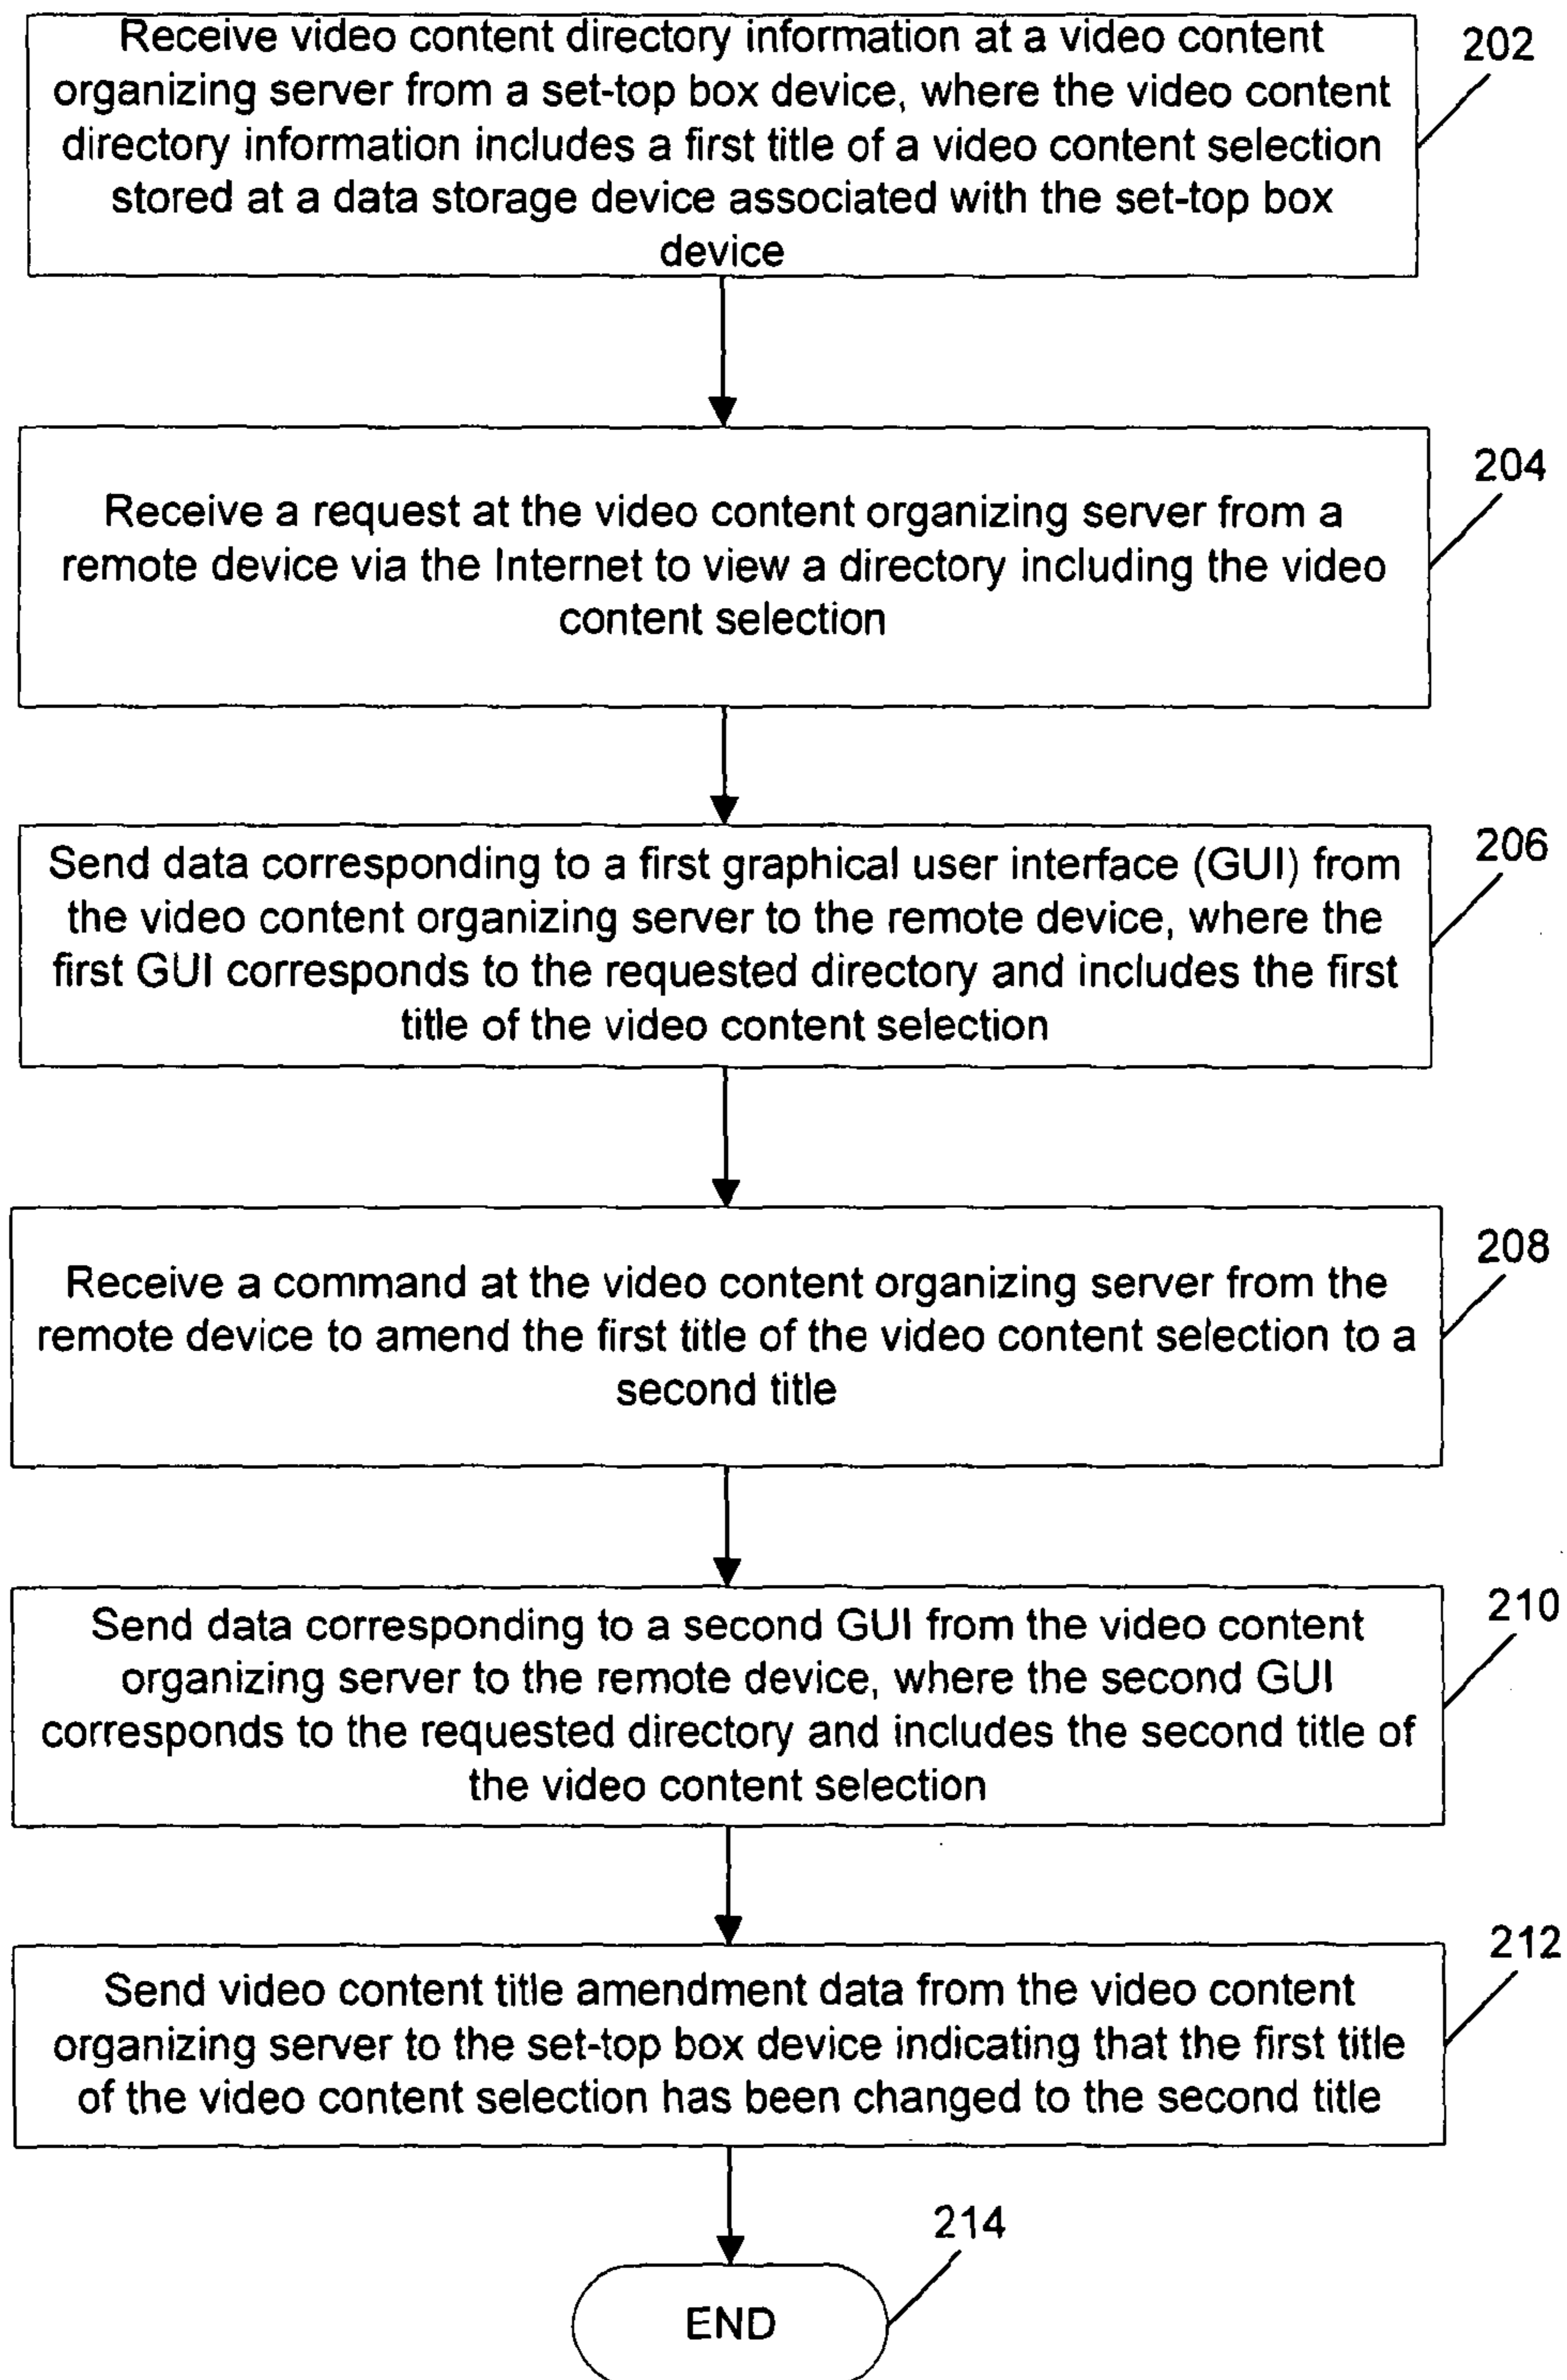 Receive video content directory information at a video content
organizing server from a set-top box device, where the video content
directory information includes a first title of a video content selection
stored at a data storage device associated with the set-top box
device
202
Receive a request at the video content organizing server from a
remote device via the Internet to view a directory including the video
content selection
204
Send data corresponding to a first graphical user interface (GUI) from
the video content organizing server to the remote device, where the
first GUI corresponds to the requested directory and includes the first
title of the video content selection
206
Receive a command at the video content organizing server from the
remote device to amend the first title of the video content selection to a
second title
208
Send data corresponding to a second GUI from the video content
organizing server to the remote device, where the second GUI
corresponds to the requested directory and includes the second title of
the video content selection
210
Send video content title amendment data from the video content
organizing server to the set-top box device indicating that the first title
of the video content selection has been changed to the second title
212
END
214